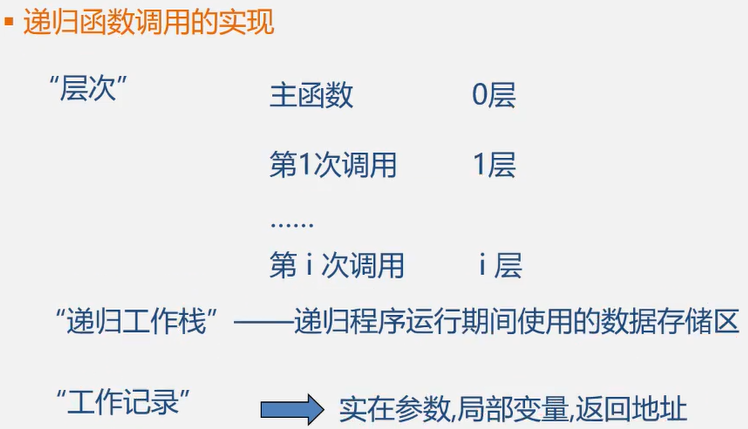 ▪ 递归函数调用的实现
“层次” 主函数 0层
第1次调用 1层
......
第 i 次调用 i 层
“递归工作栈” ——递归程序运行期间使用的数据存储区
“工作记录” 实在参数,局部变量,返回地址